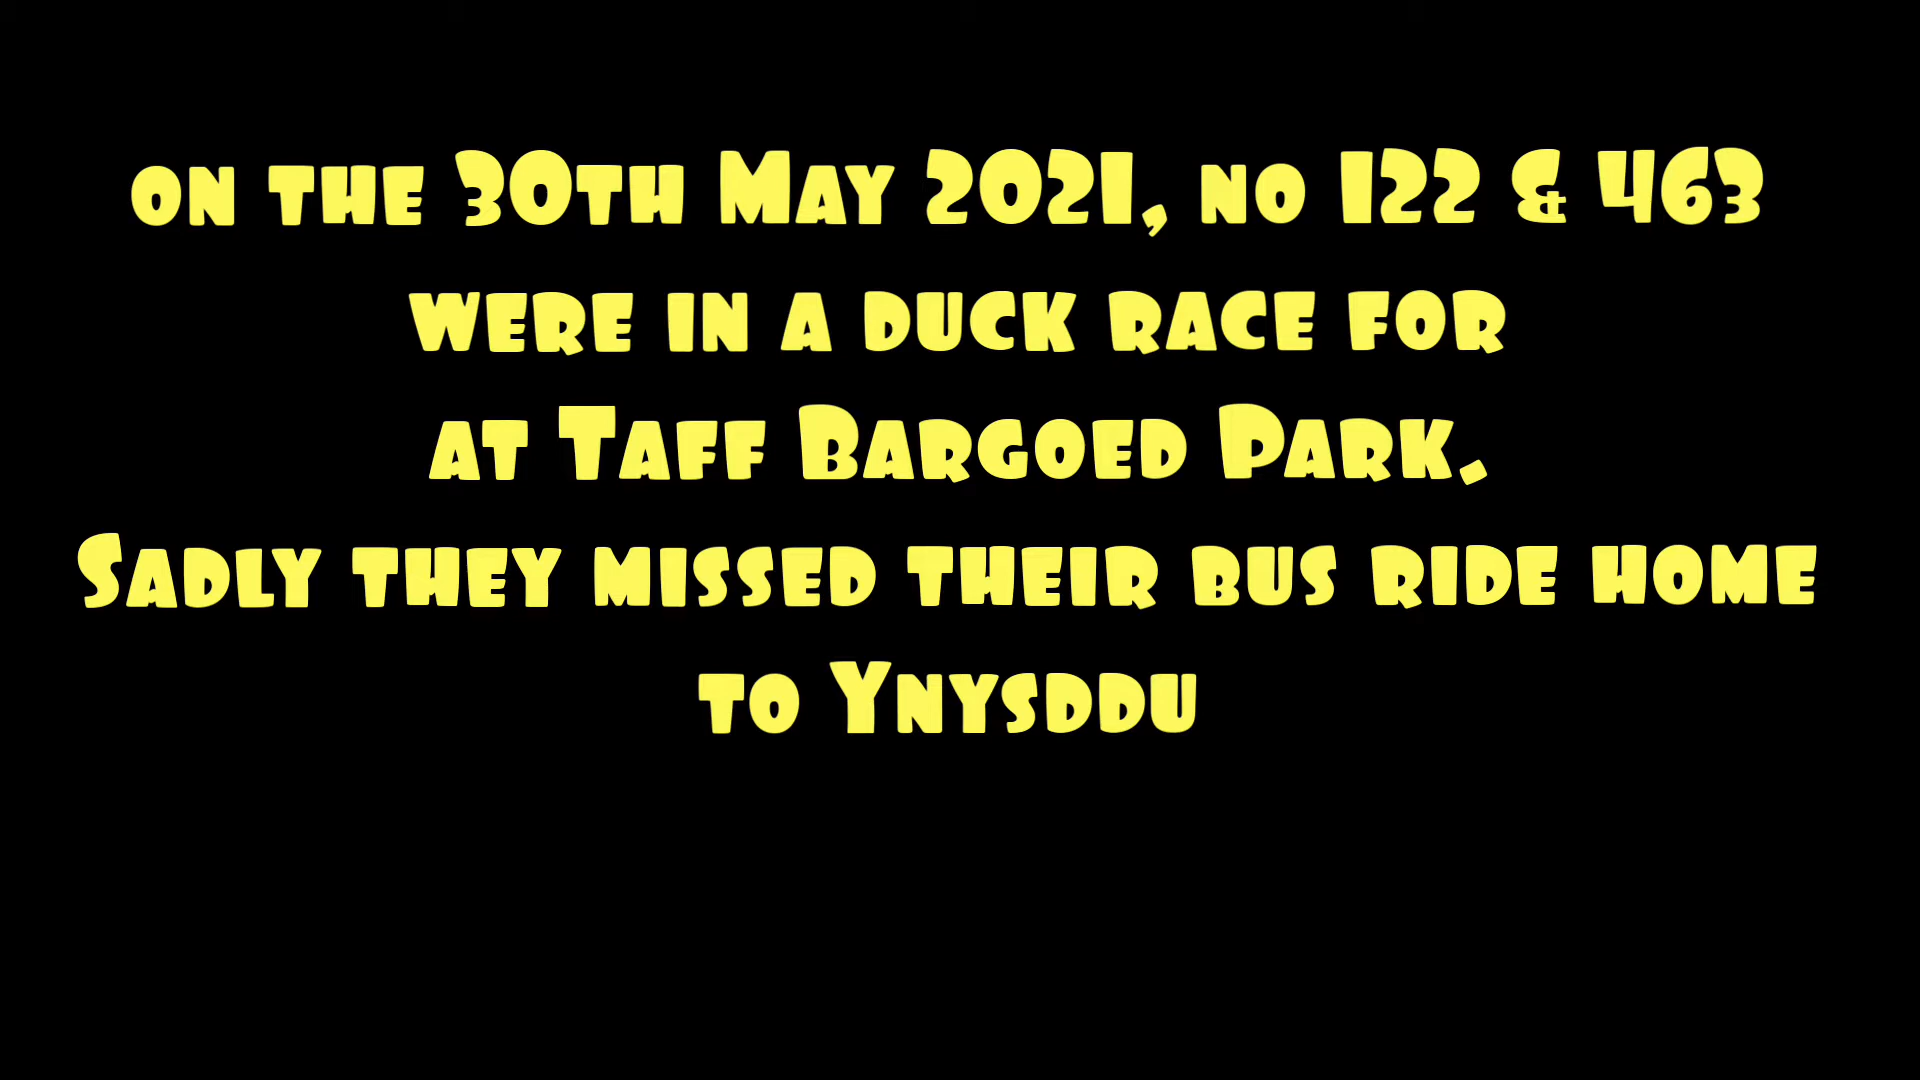 on the 30th May 2021, no 122 & 463
were in a duck race for
at Taff Bargoed Park.
Sadly they missed their bus ride home
to Ynysddu